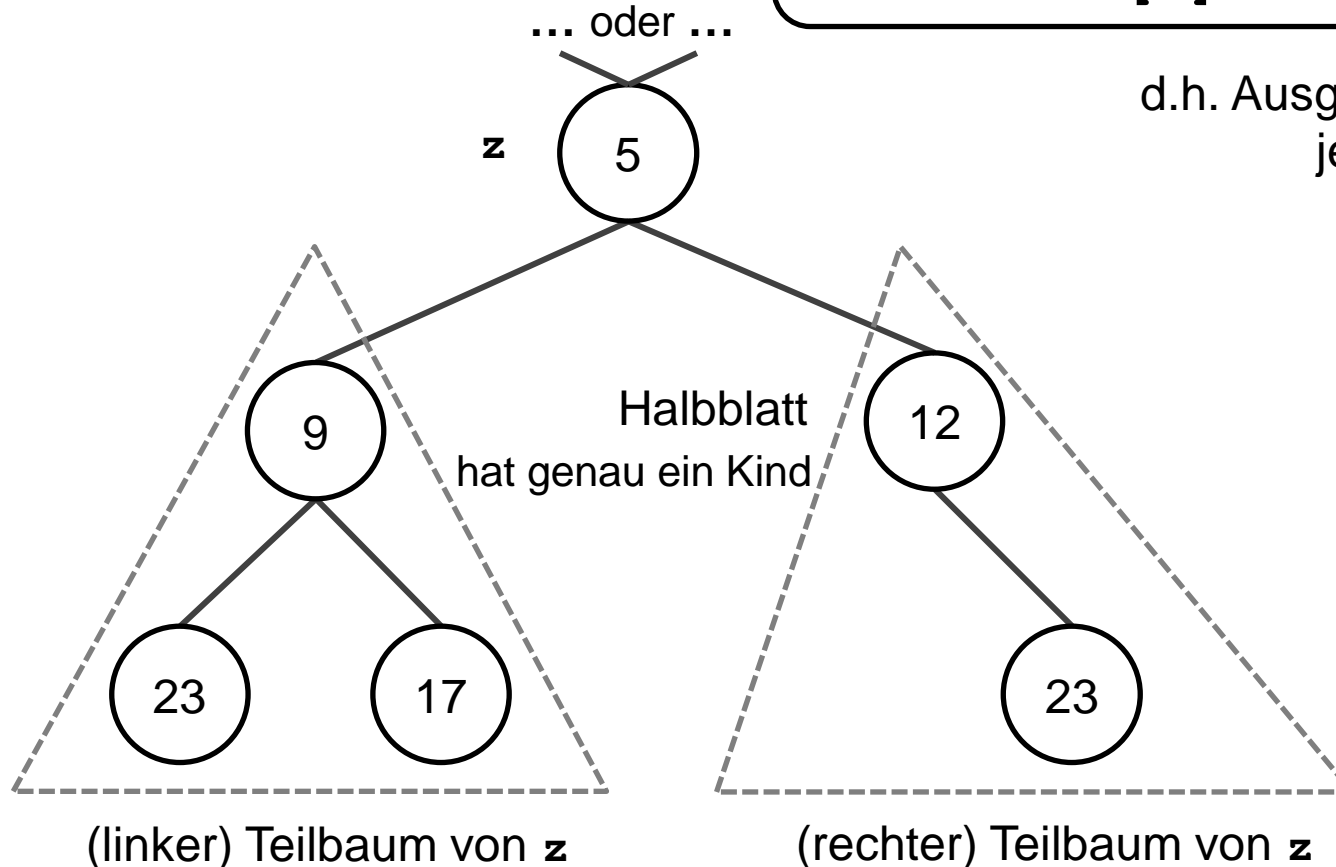 … oder …
d.h. Ausg
je
z
5
9
Halbblatt
12
hat genau ein Kind
23
17
23
(linker) Teilbaum von z
(rechter) Teilbaum von z